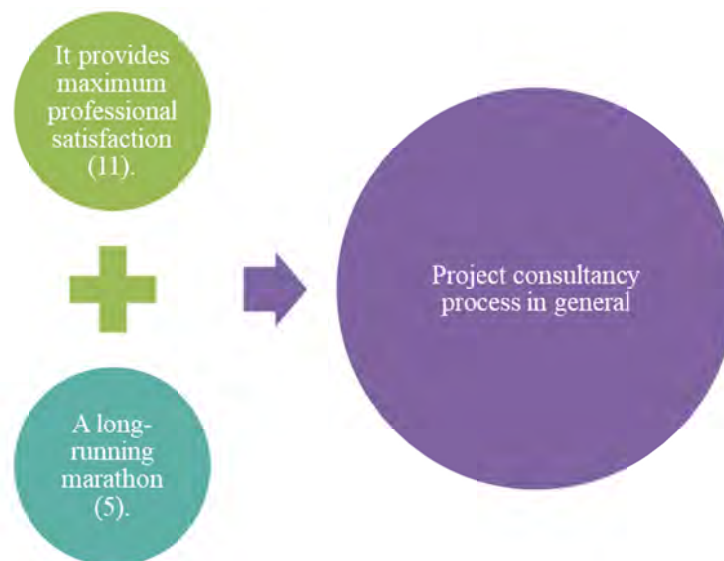 It provides
maximum
professional
satisfaction
(11).
A long-
running
marathon
(5).
Project consultancy
process in general